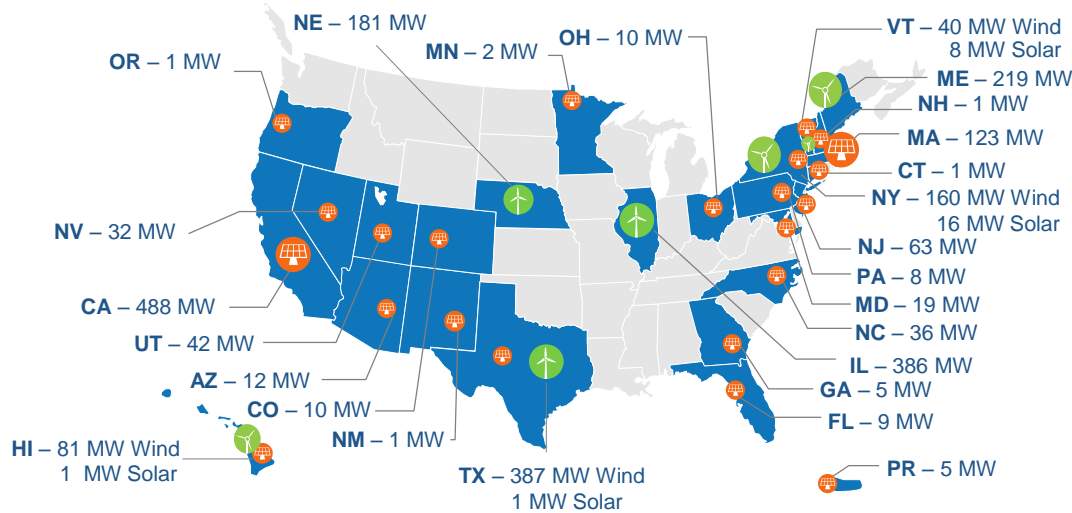 NE – 181 MW
MN – 2 MW
OH – 10 MW
VT – 40 MW Wind
8 MW Solar
OR – 1 MW
ME – 219 MW
NH – 1 MW
MA – 123 MW
CT – 1 MW
NY – 160 MW Wind
16 MW Solar
NV – 32 MW
NJ – 63 MW
PA – 8 MW
CA – 488 MW
MD – 19 MW
NC – 36 MW
UT – 42 MW
IL – 386 MW
AZ – 12 MW
GA – 5 MW
CO – 10 MW
FL – 9 MW
NM – 1 MW
HI – 81 MW Wind
1 MW Solar
TX – 387 MW Wind
1 MW Solar
PR – 5 MW